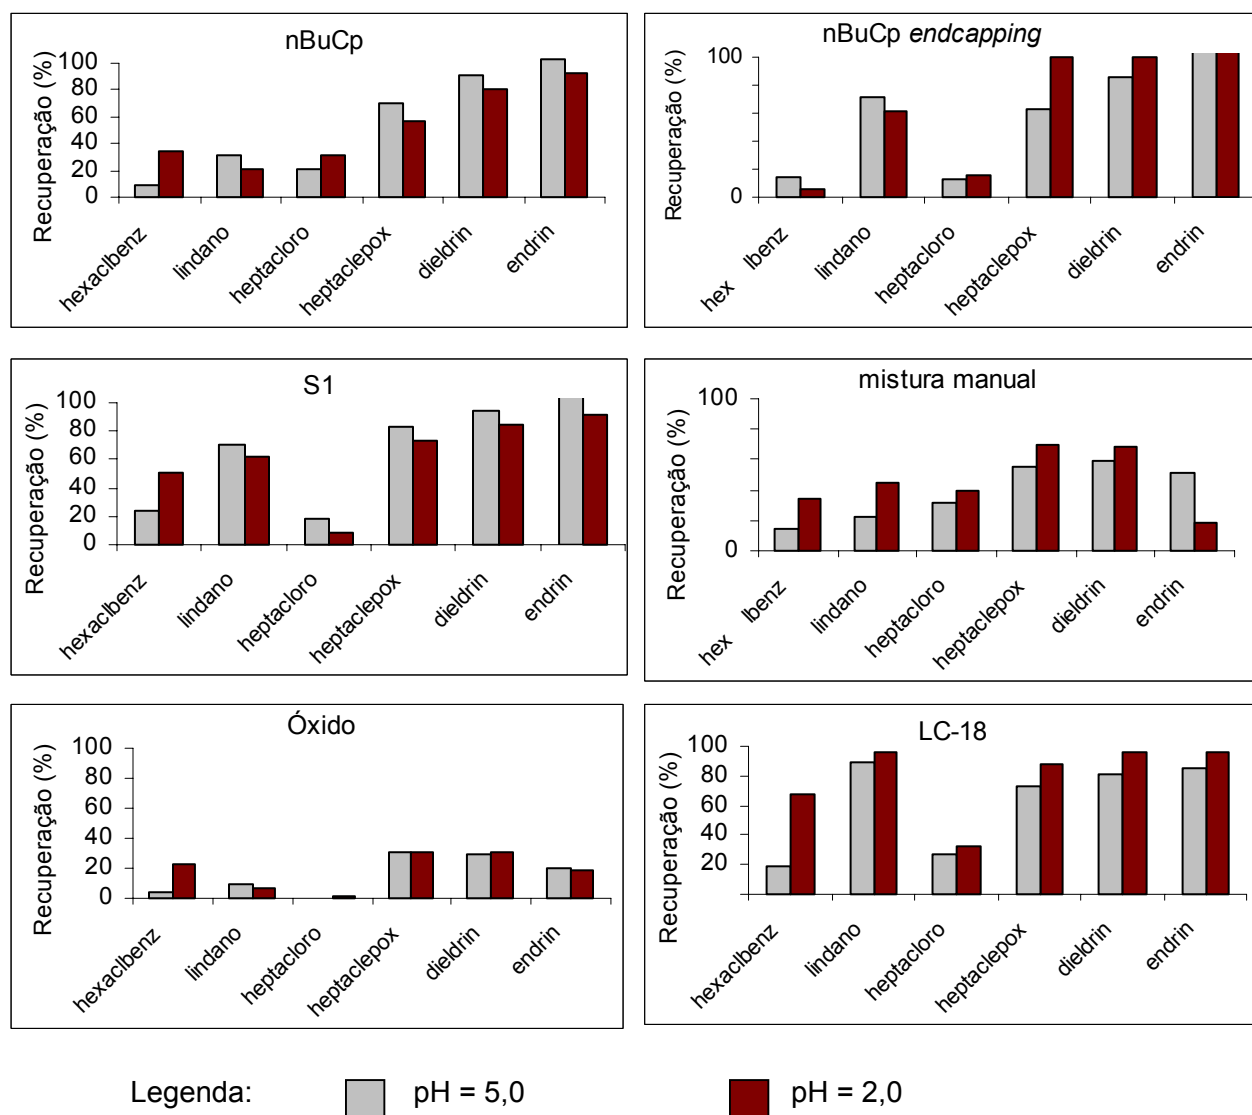 nBuCp
Recuperação (%)
100
80
60
40
20
0
hexaclbenz
lindano
heptacloro
heptaclepox
dieldrin
endrin
nBuCp endcapping
Recuperação (%)
100
0
hex lbenz
lindano
heptacloro
heptaclepox
dieldrin
endrin
S1
Recuperação (%)
100
80
60
40
20
0
hexaclbenz
lindano
heptacloro
heptaclepox
dieldrin
endrin
mistura manual
Recuperação (%)
100
0
hex lbenz
lindano
heptacloro
heptaclepox
dieldrin
endrin
Óxido
Recuperação (%)
100
80
60
40
20
0
hexaclbenz
lindano
heptacloro
heptaclepox
dieldrin
endrin
LC-18
Recuperação (%)
100
80
60
40
20
hexaclbenz
lindano
heptacloro
heptaclepox
dieldrin
endrin
Legenda: pH = 5,0 pH = 2,0